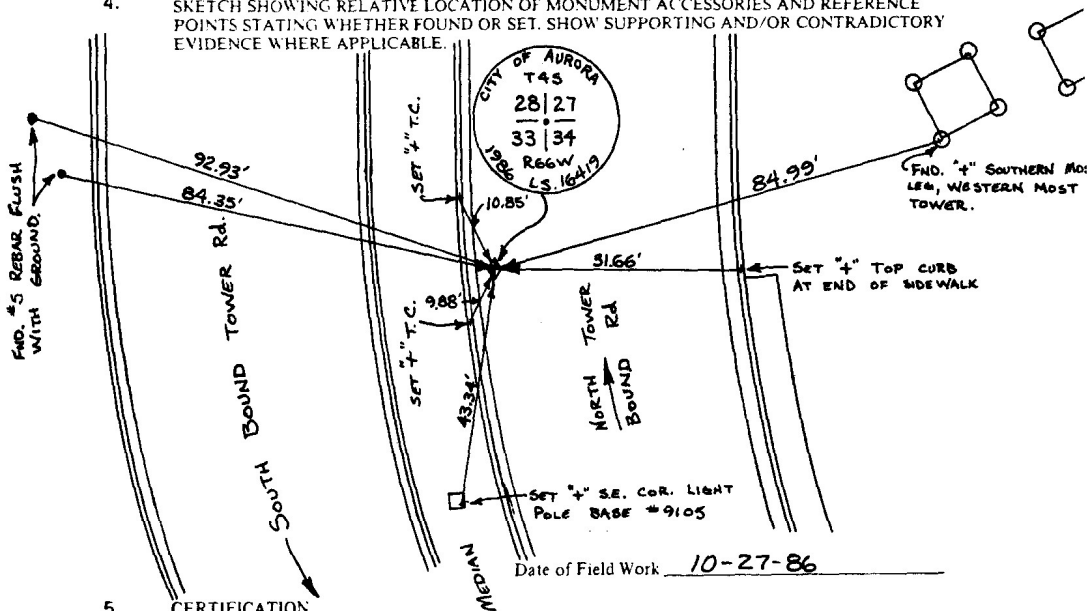 4. SKETCH SHOWING RELATIVE LOCATION OF MONUMENT ACCESSORIES AND REFERENCE
POINTS STATING WHETHER FOUND OR SET. SHOW SUPPORTING AND/OR CONTRADICTORY
EVIDENCE WHERE APPLICABLE.
CITY OF AURORA
T4S
28 27
33 34
R66W
1986 L.S. 16419
FND. #5 REBAR FLUSH
WITH GROUND.
92.93'
84.35'
SET "+" T.C.
10.85'
84.99'
FND. "+" SOUTHERN MOS
LEG, WESTERN MOST
TOWER.
31.66'
SET "+" TOP CURB
AT END OF SIDEWALK
9.88'
SET "+" T.C.
43.34'
SOUTH BOUND TOWER Rd.
NORTH BOUND
TOWER Rd
SET "+" S.E. COR. LIGHT
POLE BASE #9105
MEDIAN
Date of Field Work 10-27-86
5. CERTIFICATION